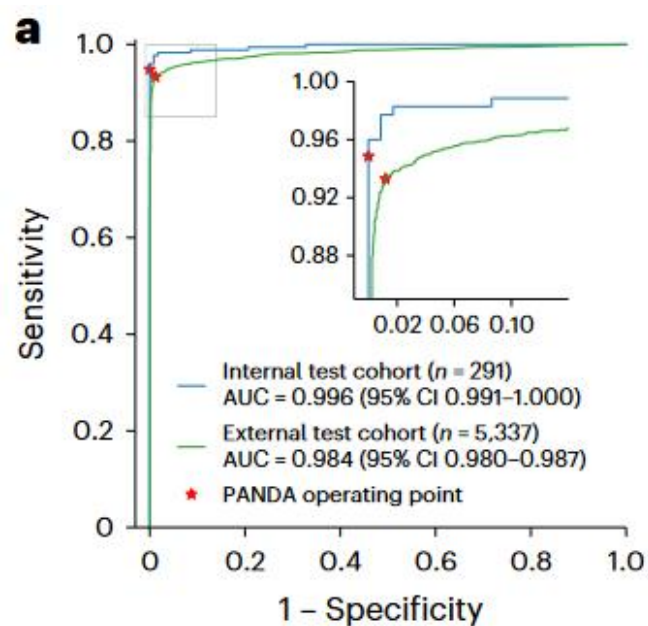 a
1.0
0.8
0.6
0.4
0.2
0
Sensitivity
1.00
0.96
0.92
0.88
0.02 0.06 0.10
Internal test cohort (n = 291)
AUC = 0.996 (95% CI 0.991–1.000)
External test cohort (n = 5,337)
AUC = 0.984 (95% CI 0.980–0.987)
PANDA operating point
0 0.2 0.4 0.6 0.8 1.0
1 – Specificity